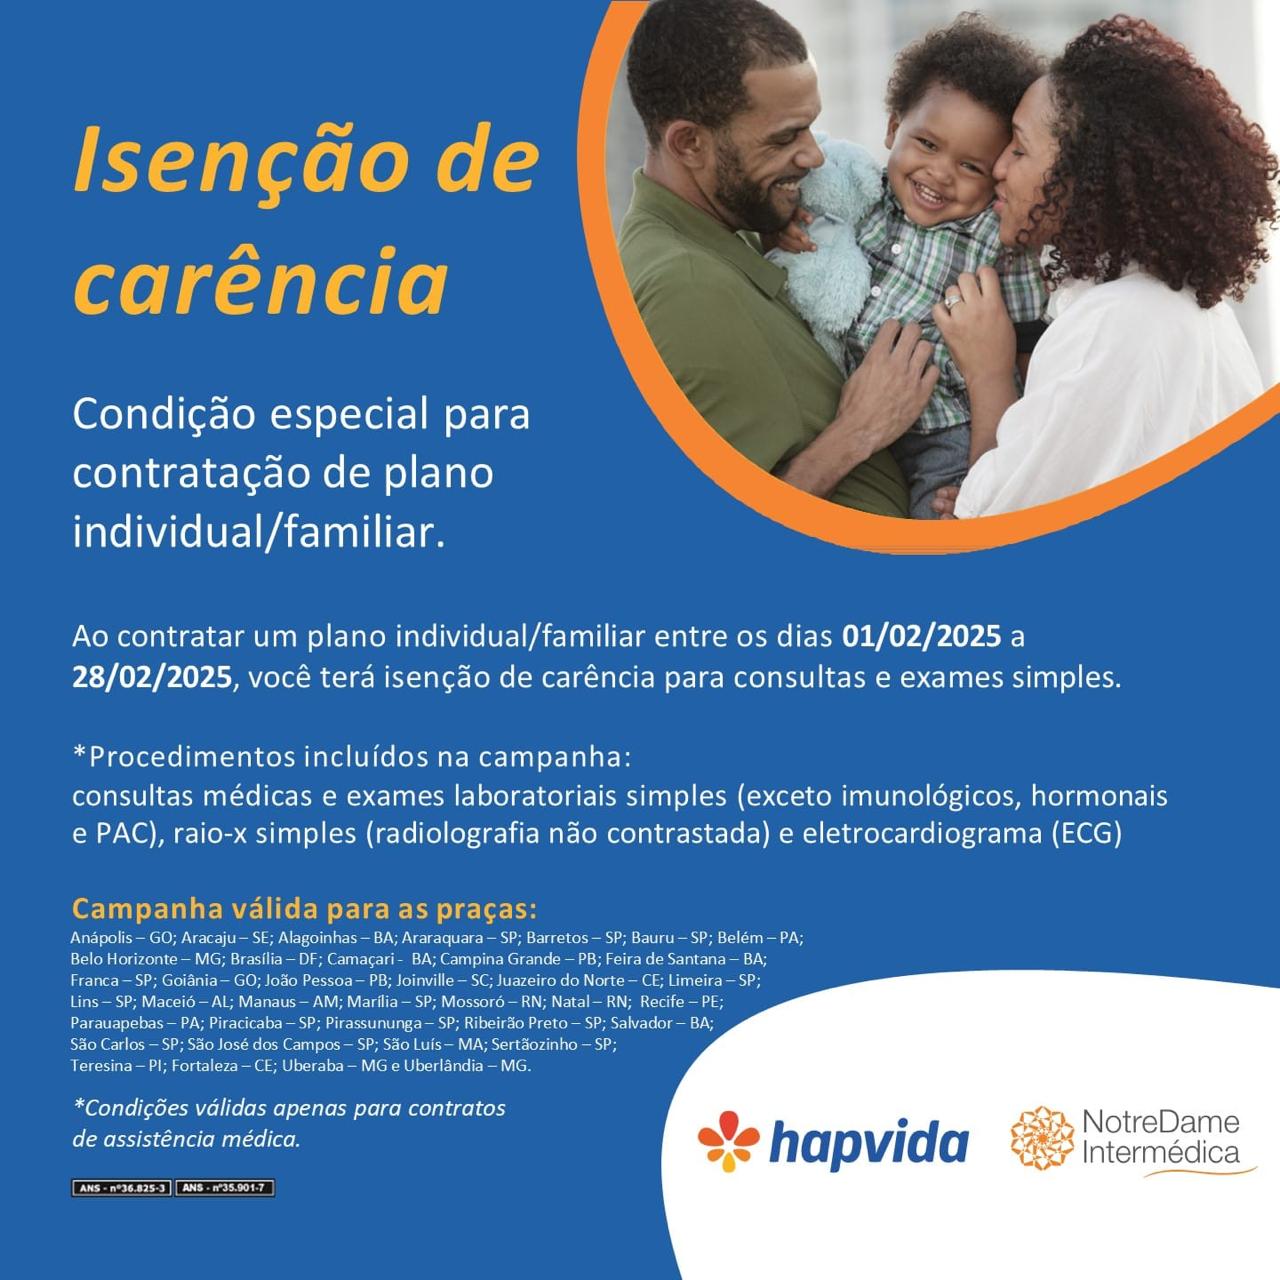 Isenção de
carência
Condição especial para
contratação de plano
individual/familiar.
Ao contratar um plano individual/familiar entre os dias 01/02/2025 a
28/02/2025, você terá isenção de carência para consultas e exames simples.
*Procedimentos incluídos na campanha:
consultas médicas e exames laboratoriais simples (exceto imunológicos, hormonais
e PAC), raio-x simples (radiolografia não contrastada) e eletrocardiograma (ECG)
Campanha válida para as praças:
Anápolis – GO; Aracaju – SE; Alagoinhas – BA; Araraquara – SP; Barretos – SP; Bauru – SP; Belém – PA;
Belo Horizonte – MG; Brasília – DF; Camaçari - BA; Campina Grande – PB; Feira de Santana – BA;
Franca – SP; Goiânia – GO; João Pessoa – PB; Joinville – SC; Juazeiro do Norte – CE; Limeira – SP;
Lins – SP; Maceió – AL; Manaus – AM; Marília – SP; Mossoró – RN; Natal – RN; Recife – PE;
Parauapebas – PA; Piracicaba – SP; Pirassununga – SP; Ribeirão Preto – SP; Salvador – BA;
São Carlos – SP; São José dos Campos – SP; São Luís – MA; Sertãozinho – SP;
Teresina – PI; Fortaleza – CE; Uberaba – MG e Uberlândia – MG.
*Condições válidas apenas para contratos
de assistência médica.
ANS - nº36.825-3 ANS - nº35.901-7
hapvida
NotreDame
Intermédica